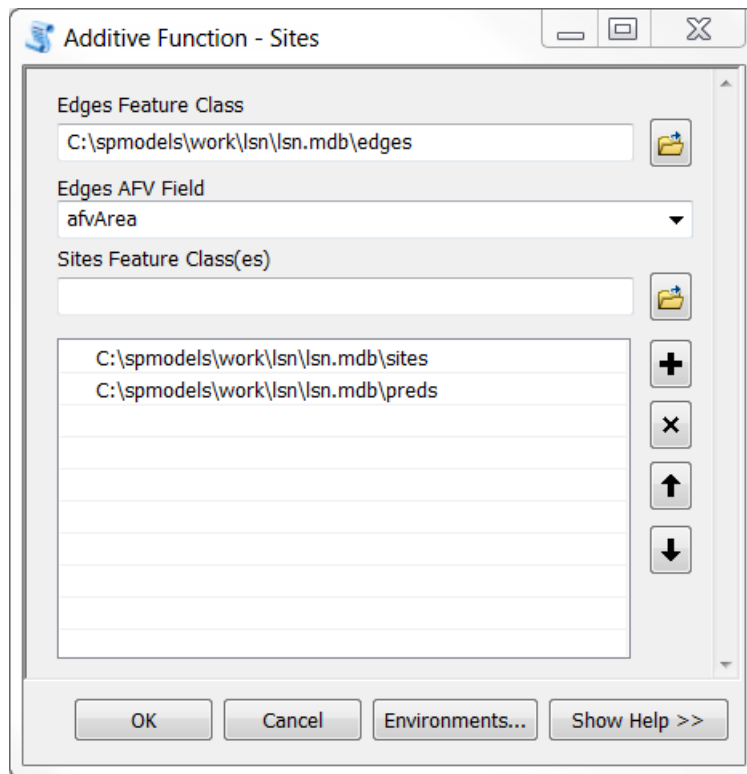 Additive Function - Sites
Edges Feature Class
C:\spmodels\work\lsn\lsn.mdb\edges
Edges AFV Field
afvArea
Sites Feature Class(es)
C:\spmodels\work\lsn\lsn.mdb\sites
C:\spmodels\work\lsn\lsn.mdb\preds
OK Cancel Environments... Show Help >>